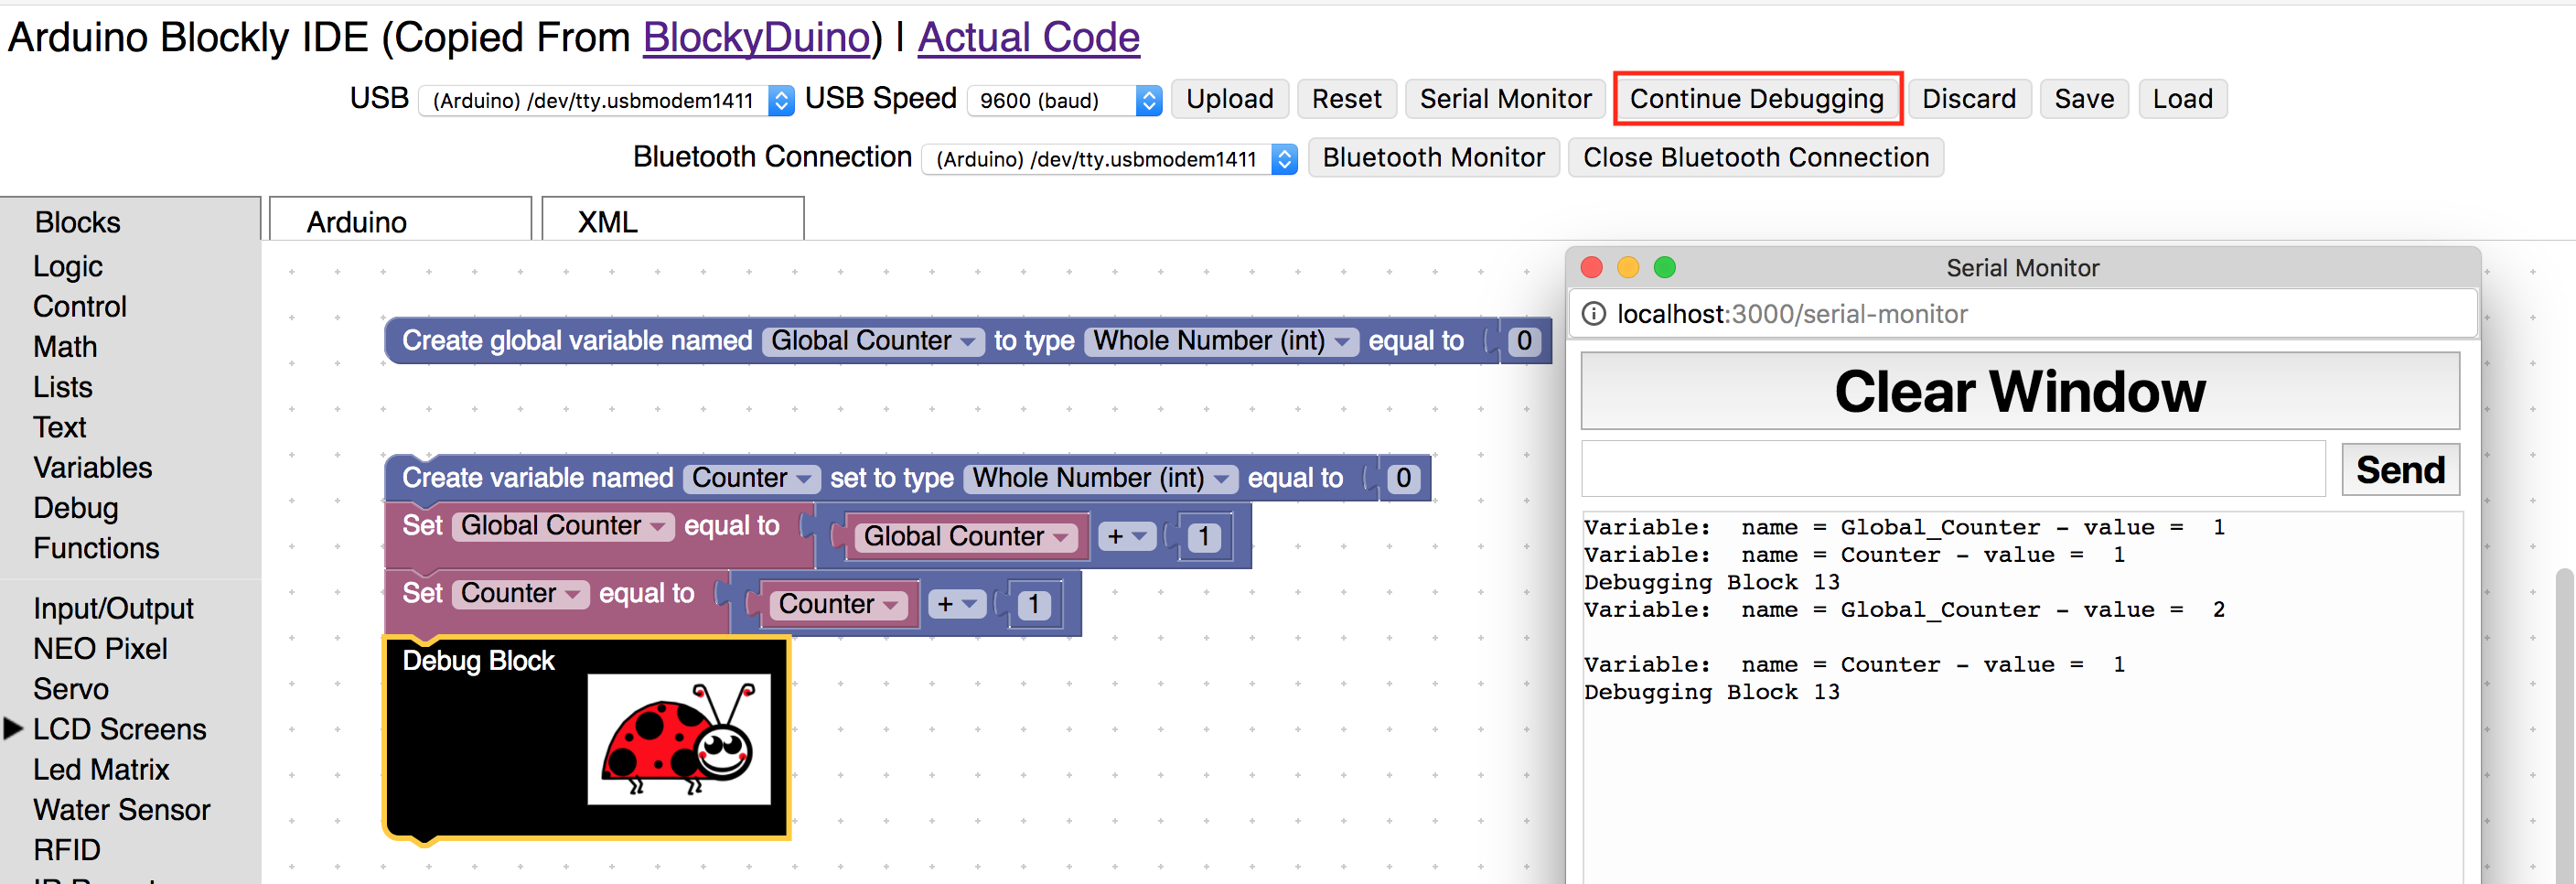 Arduino Blockly IDE (Copied From BlockyDuino) | Actual Code
USB (Arduino) /dev/tty.usbmodem1411 USB Speed 9600 (baud) Upload Reset Serial Monitor Continue Debugging Discard Save Load
Bluetooth Connection (Arduino) /dev/tty.usbmodem1411 Bluetooth Monitor Close Bluetooth Connection
Blocks Arduino XML
Logic
Control
Math
Lists
Text
Variables
Debug
Functions
Input/Output
NEO Pixel
Servo
LCD Screens
Led Matrix
Water Sensor
RFID
Create global variable named Global Counter to type Whole Number (int) equal to 0
Create variable named Counter set to type Whole Number (int) equal to 0
Set Global Counter equal to Global Counter + 1
Set Counter equal to Counter + 1
Debug Block
Serial Monitor
localhost:3000/serial-monitor
Clear Window
Send
Variable: name = Global_Counter - value = 1
Variable: name = Counter - value = 1
Debugging Block 13
Variable: name = Global_Counter - value = 2
Variable: name = Counter - value = 1
Debugging Block 13